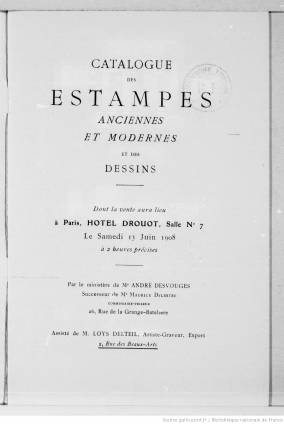 CATALOGUE
DES
ESTAMPES
ANCIENNES
ET MODERNES
ET DES
DESSINS
Dont la vente aura lieu
à Paris, HOTEL DROUOT, Salle N° 7
Le Samedi 13 Juin 1908
à 2 heures précises
Par le ministère de Me ANDRÉ DESVOUGES
Successeur de Me MAURICE DELESTRE
COMMISSAIRE-PRISEUR
26, Rue de la Grange-Batelière
Assisté de M. LOYS DELTEIL, Artiste-Graveur, Expert
2, Rue des Beaux-Arts
Source gallica.bnf.fr / Bibliothèque nationale de France